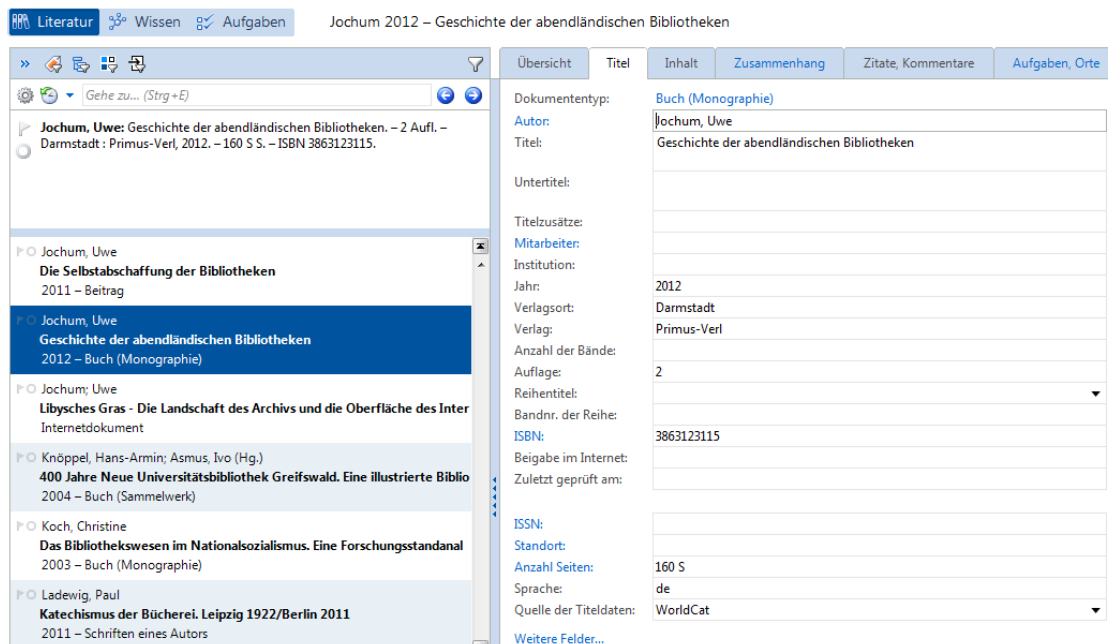 Literatur Wissen Aufgaben Jochum 2012 – Geschichte der abendländischen Bibliotheken
Gehe zu... (Strg+E)
Jochum, Uwe: Geschichte der abendländischen Bibliotheken. – 2 Aufl. –
Darmstadt : Primus-Verl, 2012. – 160 S S. – ISBN 3863123115.
Jochum, Uwe
Die Selbstabschaffung der Bibliotheken
2011 – Beitrag
Jochum, Uwe
Geschichte der abendländischen Bibliotheken
2012 – Buch (Monographie)
Jochum; Uwe
Libysches Gras - Die Landschaft des Archivs und die Oberfläche des Inter
Internetdokument
Knöppel, Hans-Armin; Asmus, Ivo (Hg.)
400 Jahre Neue Universitätsbibliothek Greifswald. Eine illustrierte Biblio
2004 – Buch (Sammelwerk)
Koch, Christine
Das Bibliothekswesen im Nationalsozialismus. Eine Forschungsstandanal
2003 – Buch (Monographie)
Ladewig, Paul
Katechismus der Bücherei. Leipzig 1922/Berlin 2011
2011 – Schriften eines Autors
Übersicht Titel Inhalt Zusammenhang Zitate, Kommentare Aufgaben, Orte
Dokumententyp: Buch (Monographie)
Autor: Jochum, Uwe
Titel: Geschichte der abendländischen Bibliotheken
Untertitel:
Titelzusätze:
Mitarbeiter:
Institution:
Jahr: 2012
Verlagsort: Darmstadt
Verlag: Primus-Verl
Anzahl der Bände:
Auflage: 2
Reihentitel:
Bandnr. der Reihe:
ISBN: 3863123115
Beigabe im Internet:
Zuletzt geprüft am:
ISSN:
Standort:
Anzahl Seiten: 160 S
Sprache: de
Quelle der Titeldaten: WorldCat
Weitere Felder...